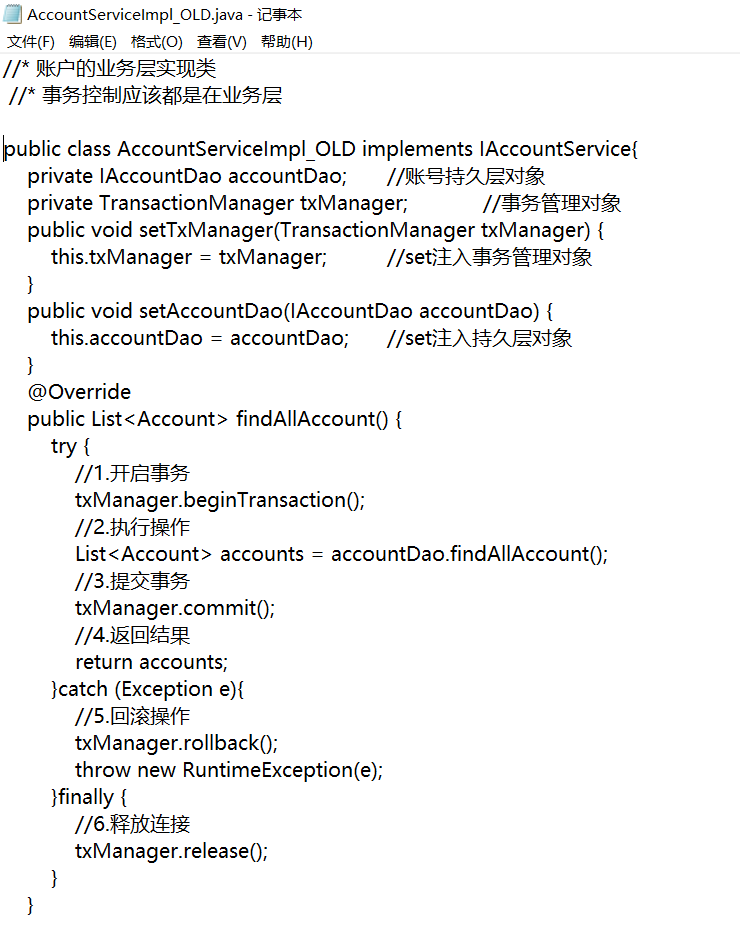 AccountServiceImpl_OLD.java - 记事本
文件(F) 编辑(E) 格式(O) 查看(V) 帮助(H)
//* 账户的业务层实现类
//* 事务控制应该都是在业务层
public class AccountServiceImpl_OLD implements IAccountService{
    private IAccountDao accountDao;      //账号持久层对象
    private TransactionManager txManager;            //事务管理对象
    public void setTxManager(TransactionManager txManager) {
        this.txManager = txManager;          //set注入事务管理对象
    }
    public void setAccountDao(IAccountDao accountDao) {
        this.accountDao = accountDao;      //set注入持久层对象
    }
    @Override
    public List<Account> findAllAccount() {
        try {
            //1.开启事务
            txManager.beginTransaction();
            //2.执行操作
            List<Account> accounts = accountDao.findAllAccount();
            //3.提交事务
            txManager.commit();
            //4.返回结果
            return accounts;
        }catch (Exception e){
            //5.回滚操作
            txManager.rollback();
            throw new RuntimeException(e);
        }finally {
            //6.释放连接
            txManager.release();
        }
    }